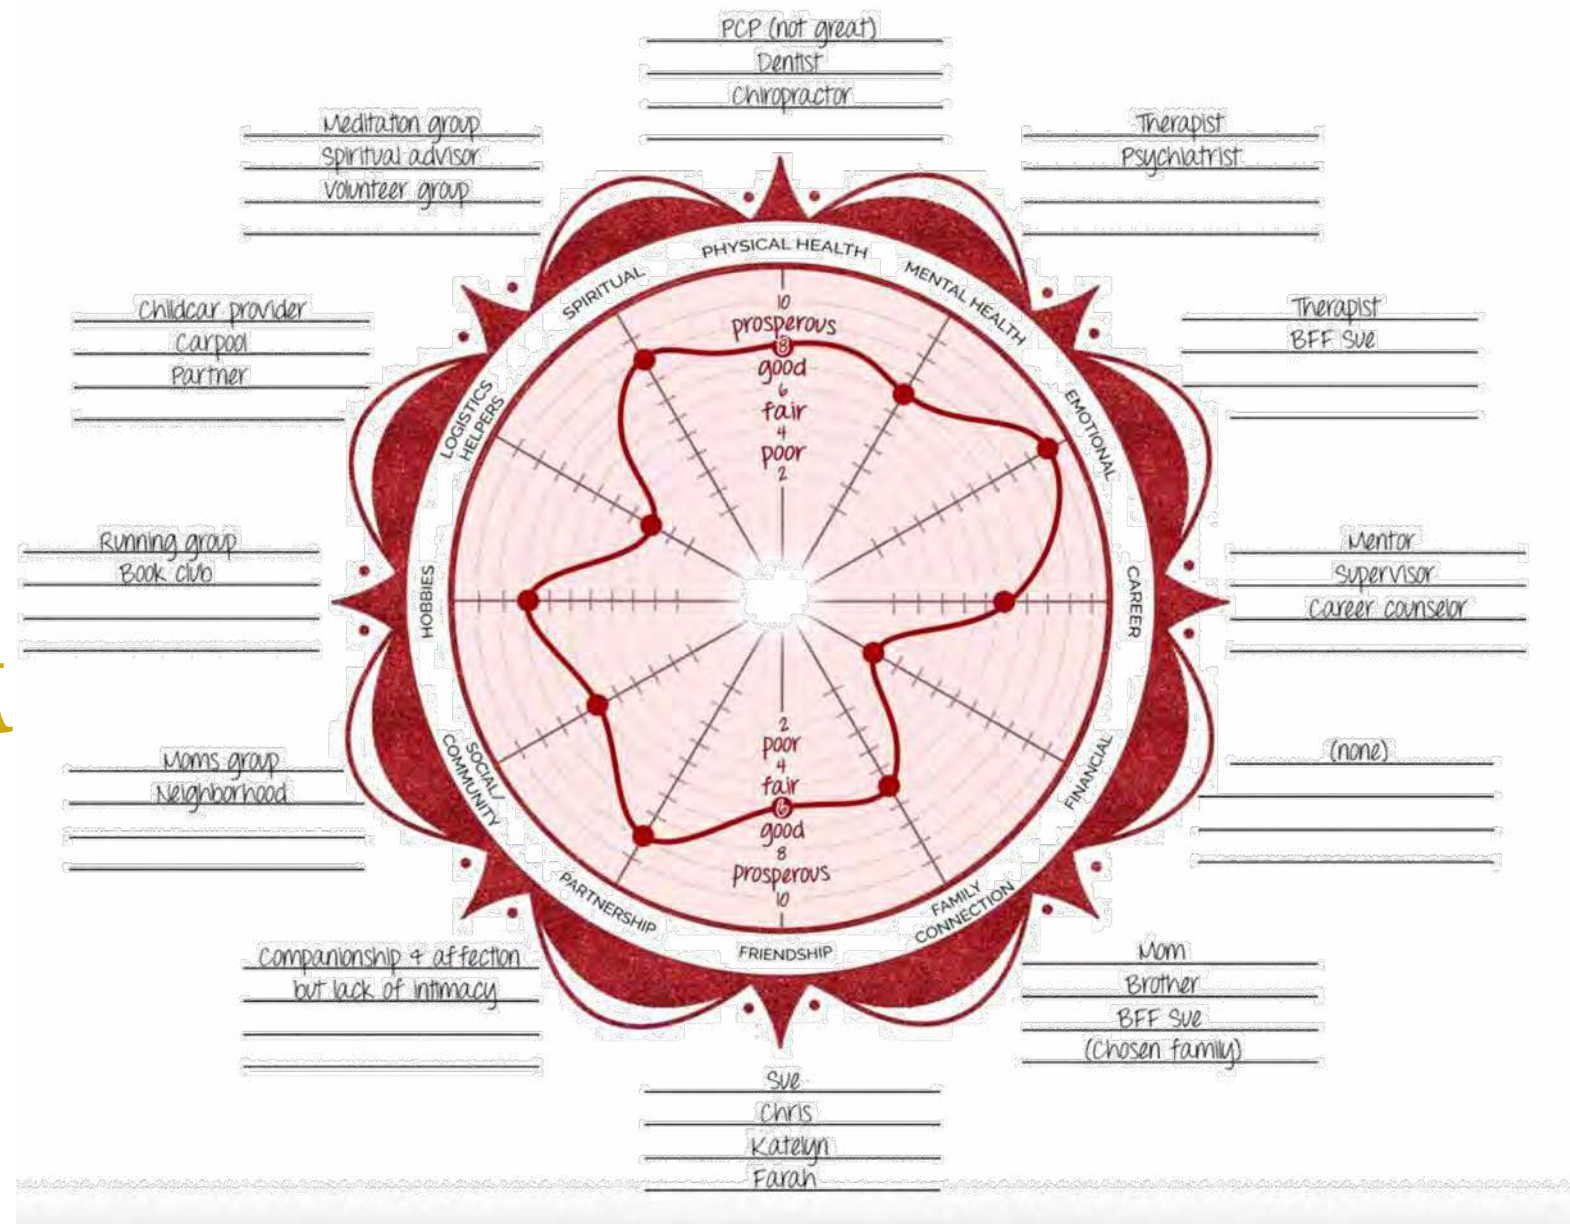 PCP (not great)
Dentist
Chiropractor
Meditation group
Spiritual advisor
Volunteer group
Therapist
Psychiatrist
Childcar provider
Carpool
Partner
Therapist
BFF Sue
Running group
Book club
Mentor
Supervisor
Career counselor
Moms group
Neighborhood
(none)
Companionship & affection
but lack of intimacy
Mom
Brother
BFF Sue
(Chosen family)
Sue
Chris
Katelyn
Farah
PHYSICAL HEALTH
MENTAL HEALTH
EMOTIONAL
CAREER
FINANCIAL
FAMILY
CONNECTION
FRIENDSHIP
PARTNERSHIP
SOCIAL/
COMMUNITY
HOBBIES
LOGISTICS
HELPERS
SPIRITUAL
10
prosperous
8
good
6
fair
4
poor
2
2
poor
4
fair
6
good
8
prosperous
10